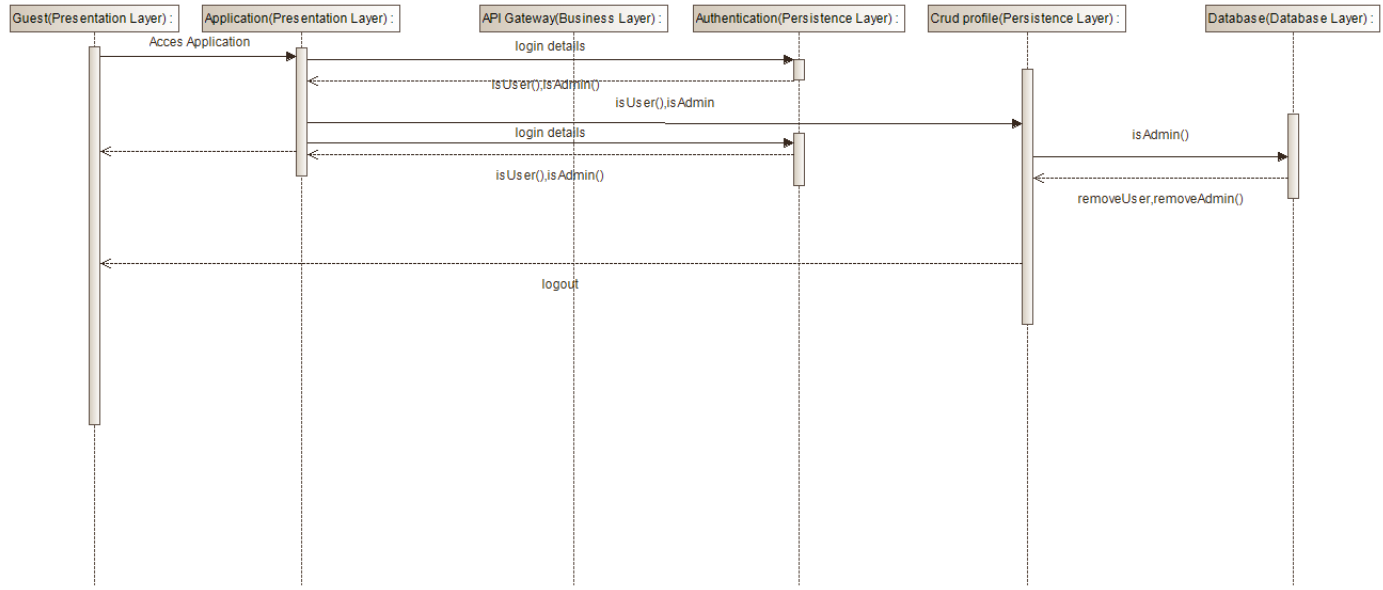 Guest(Presentation Layer) :
Application(Presentation Layer) :
API Gateway(Business Layer) :
Authentication(Persistence Layer) :
Crud profile(Persistence Layer) :
Database(Database Layer) :
Acces Application
login details
isUser(),isAdmin()
isUser(),isAdmin
login details
isAdmin()
isUser(),isAdmin()
removeUser,removeAdmin()
logout